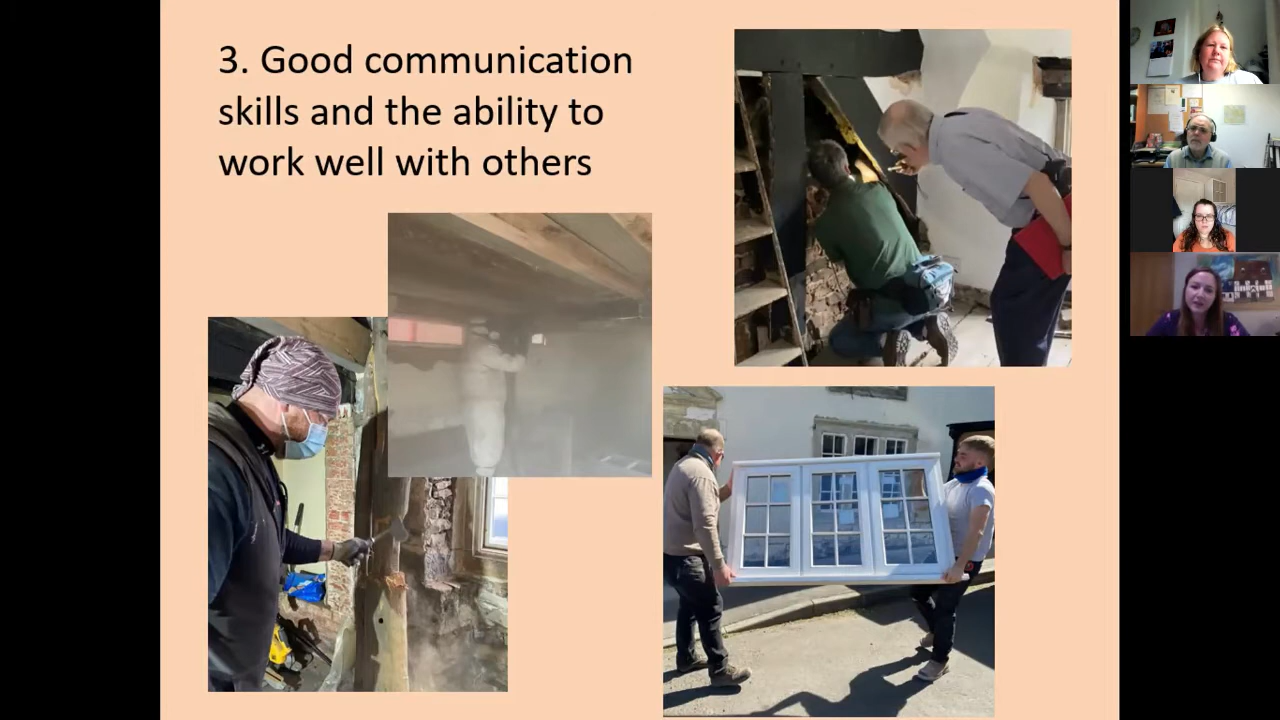 3. Good communication
skills and the ability to
work well with others